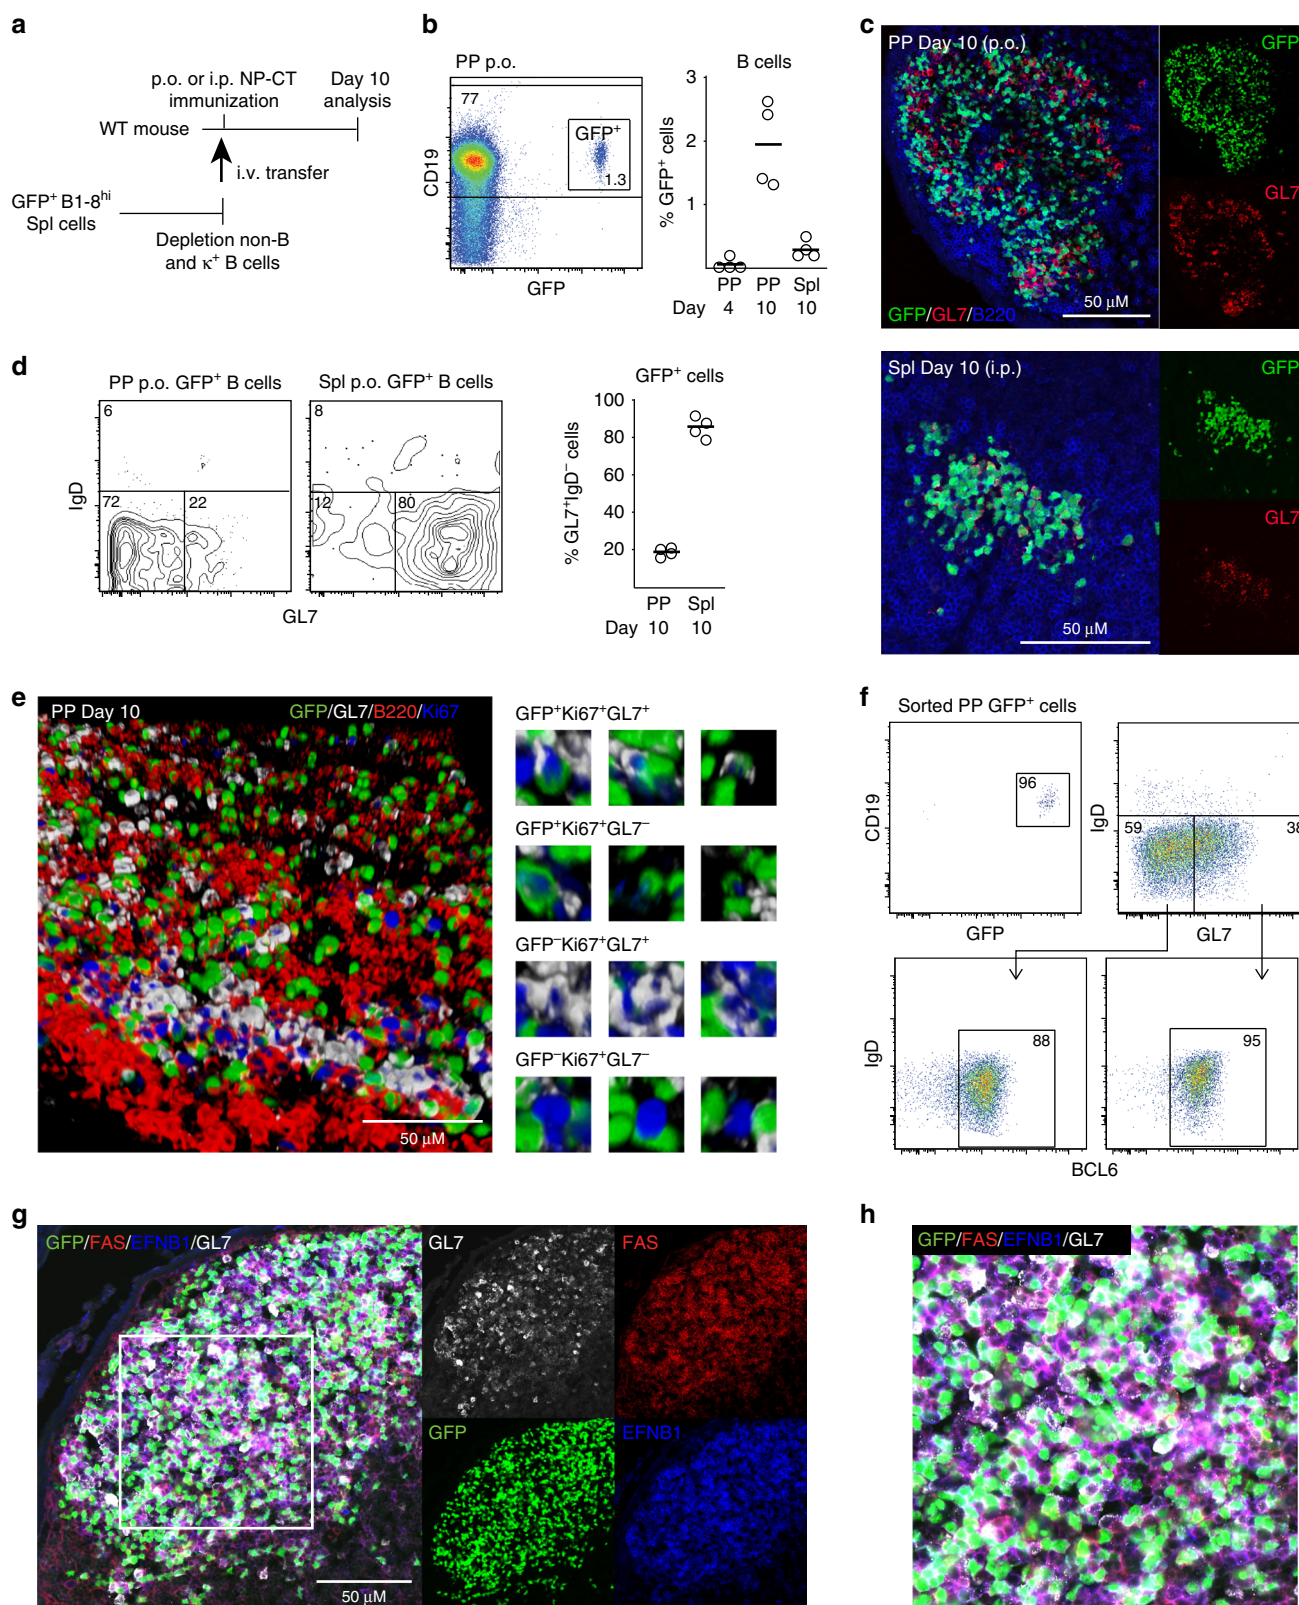 a
p.o. or i.p. NP-CT
immunization
Day 10
analysis
WT mouse
i.v. transfer
GFP⁺ B1-8ʰⁱ
Spl cells
Depletion non-B
and κ⁺ B cells
b
PP p.o.
77
GFP⁺
1.3
CD19
GFP
B cells
% GFP⁺ cells
3
2
1
PP PP Spl
Day 4 10 10
c
PP Day 10 (p.o.)
GFP/GL7/B220
50 μM
GFP
GL7
Spl Day 10 (i.p.)
50 μM
GFP
GL7
d
PP p.o. GFP⁺ B cells
6
72
22
IgD
Spl p.o. GFP⁺ B cells
8
12
80
GL7
GFP⁺ cells
% GL7⁺IgD⁻ cells
100
80
60
40
20
PP Spl
Day 10 10
e
PP Day 10
GFP/GL7/B220/Ki67
50 μM
GFP⁺Ki67⁺GL7⁺
GFP⁺Ki67⁺GL7⁻
GFP⁻Ki67⁺GL7⁺
GFP⁻Ki67⁺GL7⁻
f
Sorted PP GFP⁺ cells
96
CD19
GFP
IgD
59
38
GL7
IgD
88
95
BCL6
g
GFP/FAS/EFNB1/GL7
50 μM
GL7
FAS
GFP
EFNB1
h
GFP/FAS/EFNB1/GL7